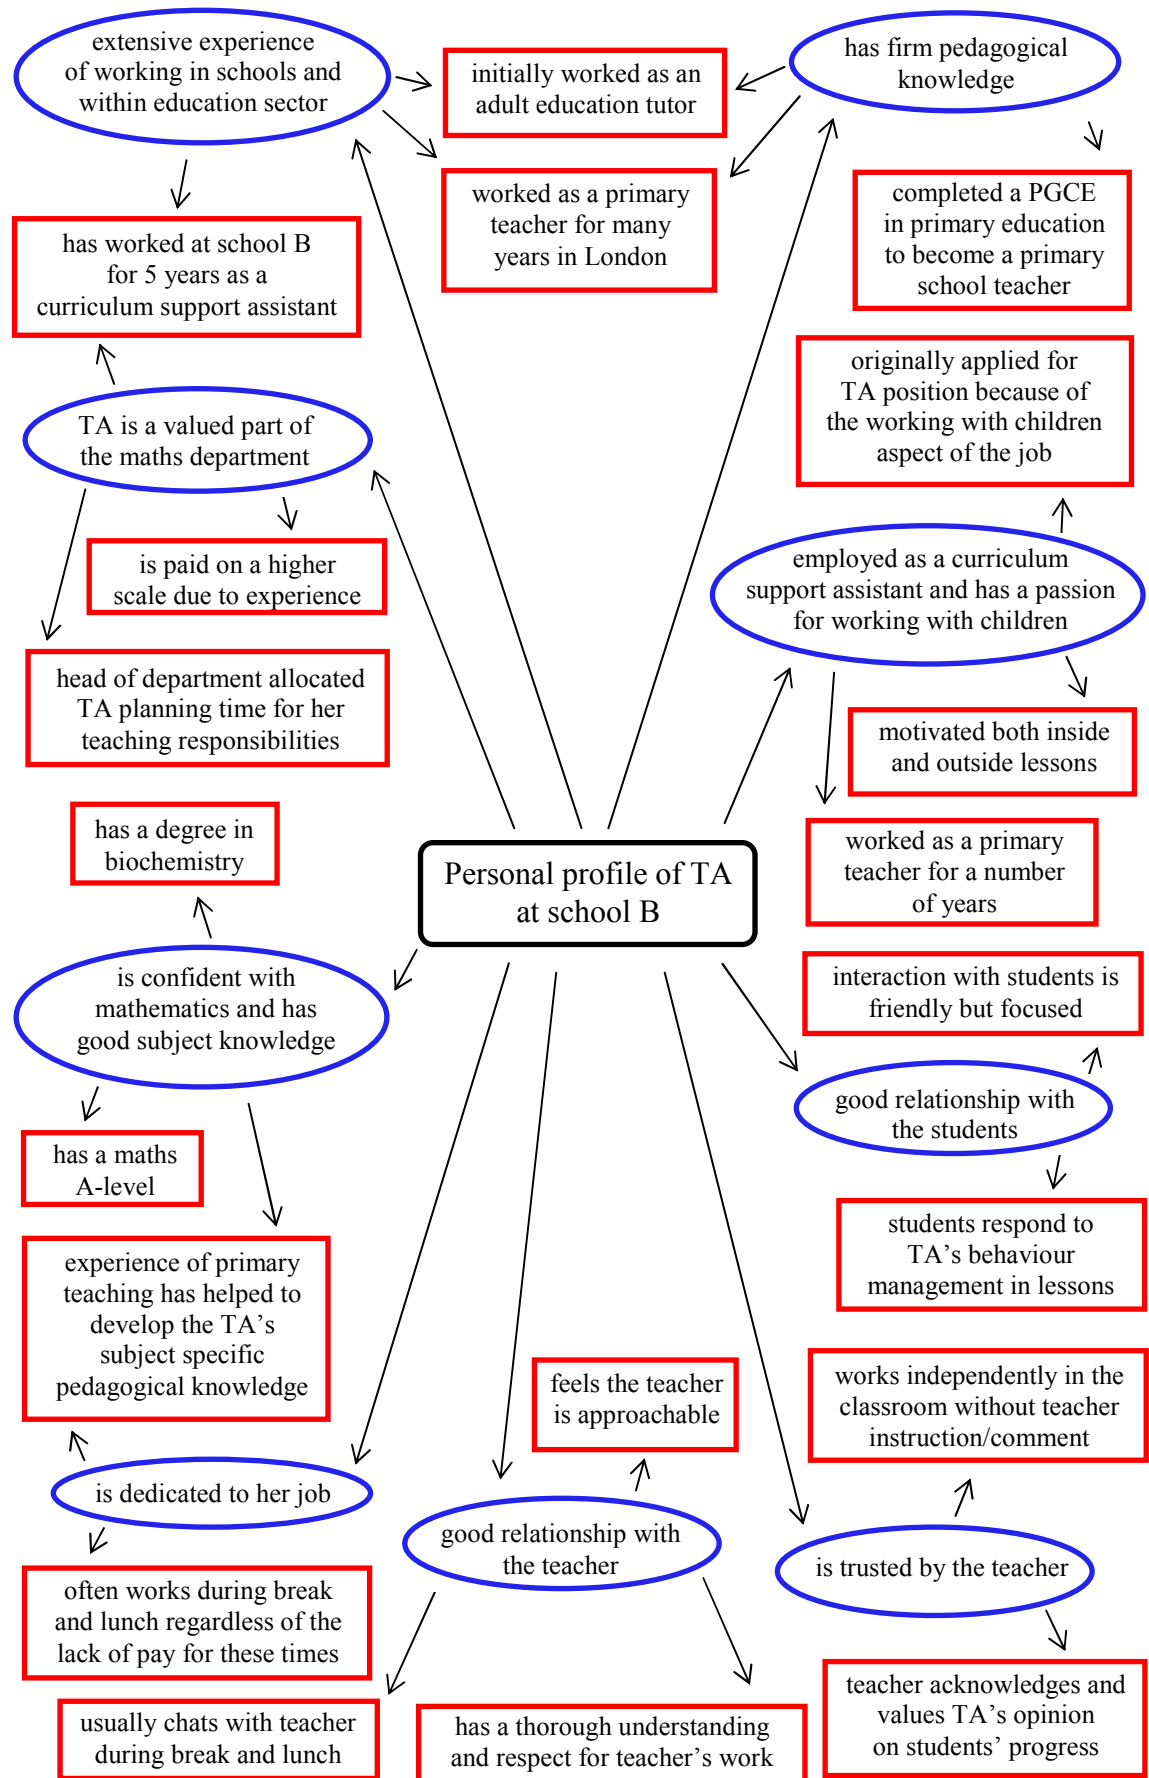 extensive experience
of working in schools and
within education sector
initially worked as an
adult education tutor
has firm pedagogical
knowledge
worked as a primary
teacher for many
years in London
completed a PGCE
in primary education
to become a primary
school teacher
has worked at school B
for 5 years as a
curriculum support assistant
originally applied for
TA position because of
the working with children
aspect of the job
TA is a valued part of
the maths department
is paid on a higher
scale due to experience
employed as a curriculum
support assistant and has a passion
for working with children
head of department allocated
TA planning time for her
teaching responsibilities
motivated both inside
and outside lessons
has a degree in
biochemistry
Personal profile of TA
at school B
worked as a primary
teacher for a number
of years
is confident with
mathematics and has
good subject knowledge
interaction with students is
friendly but focused
good relationship with
the students
has a maths
A-level
students respond to
TA’s behaviour
management in lessons
experience of primary
teaching has helped to
develop the TA’s
subject specific
pedagogical knowledge
feels the teacher
is approachable
works independently in the
classroom without teacher
instruction/comment
is dedicated to her job
good relationship with
the teacher
is trusted by the teacher
often works during break
and lunch regardless of the
lack of pay for these times
usually chats with teacher
during break and lunch
has a thorough understanding
and respect for teacher’s work
teacher acknowledges and
values TA’s opinion
on students’ progress